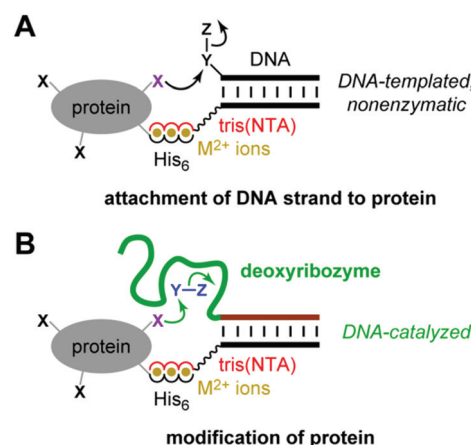 A
Z
Y
DNA
X
X
protein
X
DNA-templated,
nonenzymatic
tris(NTA)
M2+ ions
His6
attachment of DNA strand to protein
B
deoxyribozyme
Y–Z
X
X
protein
X
DNA-catalyzed
tris(NTA)
M2+ ions
His6
modification of protein